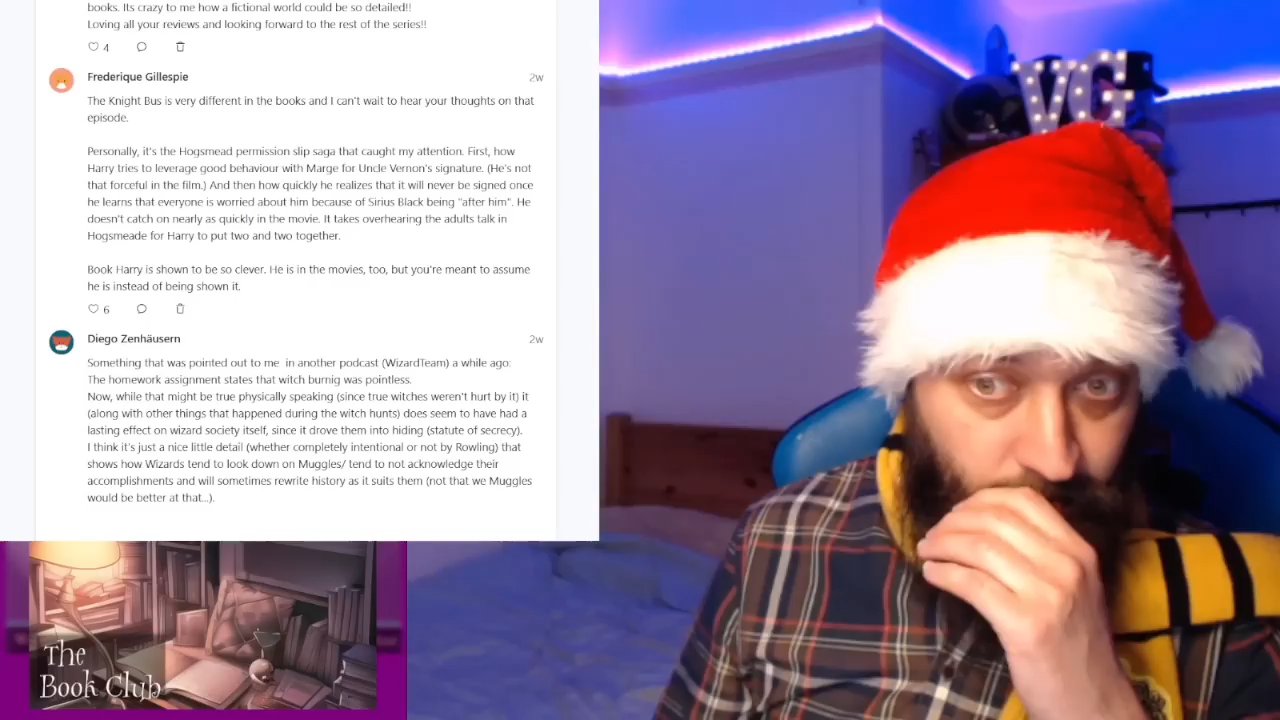 books. Its crazy to me how a fictional world could be so detailed!!
Loving all your reviews and looking forward to the rest of the series!!
4
Frederique Gillespie 2w
The Knight Bus is very different in the books and I can't wait to hear your thoughts on that
episode.
Personally, it's the Hogsmead permission slip saga that caught my attention. First, how
Harry tries to leverage good behaviour with Marge for Uncle Vernon's signature. (He's not
that forceful in the film.) And then how quickly he realizes that it will never be signed once
he learns that everyone is worried about him because of Sirius Black being "after him". He
doesn't catch on nearly as quickly in the movie. It takes overhearing the adults talk in
Hogsmeade for Harry to put two and two together.
Book Harry is shown to be so clever. He is in the movies, too, but you're meant to assume
he is instead of being shown it.
6
Diego Zenhäusern 2w
Something that was pointed out to me in another podcast (WizardTeam) a while ago:
The homework assignment states that witch burnig was pointless.
Now, while that might be true physically speaking (since true witches weren't hurt by it) it
(along with other things that happened during the witch hunts) does seem to have had a
lasting effect on wizard society itself, since it drove them into hiding (statute of secrecy).
I think it's just a nice little detail (whether completely intentional or not by Rowling) that
shows how Wizards tend to look down on Muggles/ tend to not acknowledge their
accomplishments and will sometimes rewrite history as it suits them (not that we Muggles
would be better at that...).
The
Book Club
VG